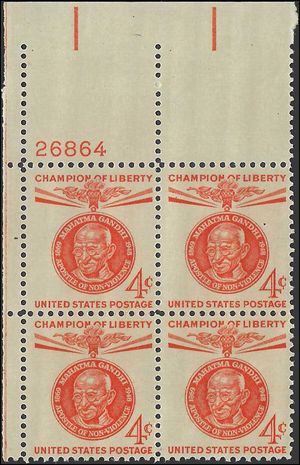 26864
CHAMPION OF LIBERTY
MAHATMA GANDHI
1869
1948
APOSTLE OF NON-VIOLENCE
4¢
UNITED STATES POSTAGE
CHAMPION OF LIBERTY
MAHATMA GANDHI
1869
1948
APOSTLE OF NON-VIOLENCE
4¢
UNITED STATES POSTAGE
CHAMPION OF LIBERTY
MAHATMA GANDHI
1869
1948
APOSTLE OF NON-VIOLENCE
4¢
UNITED STATES POSTAGE
CHAMPION OF LIBERTY
MAHATMA GANDHI
1869
1948
APOSTLE OF NON-VIOLENCE
4¢
UNITED STATES POSTAGE